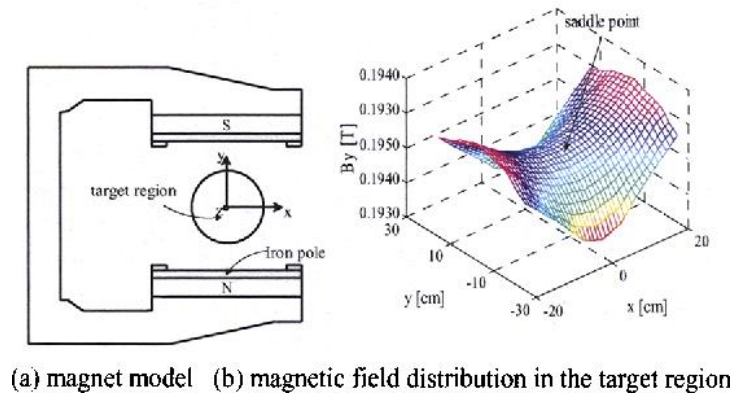 S
y
target region
x
Iron pole
N
saddle point
By [T]
0.1940
0.1930
0.1950
0.1940
0.1930
30
10
-10
-30
y [cm]
-20
0
20
x [cm]
(a) magnet model (b) magnetic field distribution in the target region